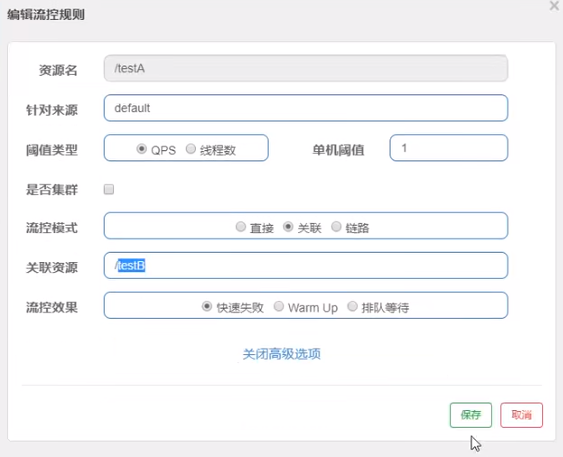 编辑流控规则
资源名 /testA
针对来源 default
阈值类型 QPS 线程数 单机阈值 1
是否集群
流控模式 直接 关联 链路
关联资源 /testB
流控效果 快速失败 Warm Up 排队等待
关闭高级选项
保存 取消